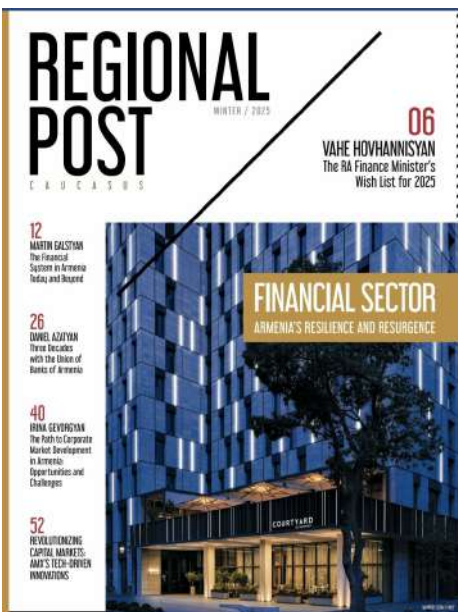 REGIONAL
POST
WINTER / 2025
CAUCASUS
06
VAHE HOVHANNISYAN
The RA Finance Minister's
Wish List for 2025
12
MARTIN GALSTYAN
The Financial
System in Armenia
Today and Beyond
26
DANIEL AZATYAN
Three Decades
with the Union of
Banks of Armenia
40
IRINA GEVORGYAN
The Path to Corporate
Market Development
in Armenia:
Opportunities and
Challenges
52
REVOLUTIONIZING
CAPITAL MARKETS:
AMX'S TECH-DRIVEN
INNOVATIONS
FINANCIAL SECTOR
ARMENIA'S RESILIENCE AND RESURGENCE
COURTYARD